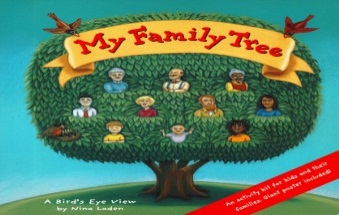 My Family Tree
A Bird's Eye View
by Nina Laden
An activity kit for kids and their
families. Giant poster included!